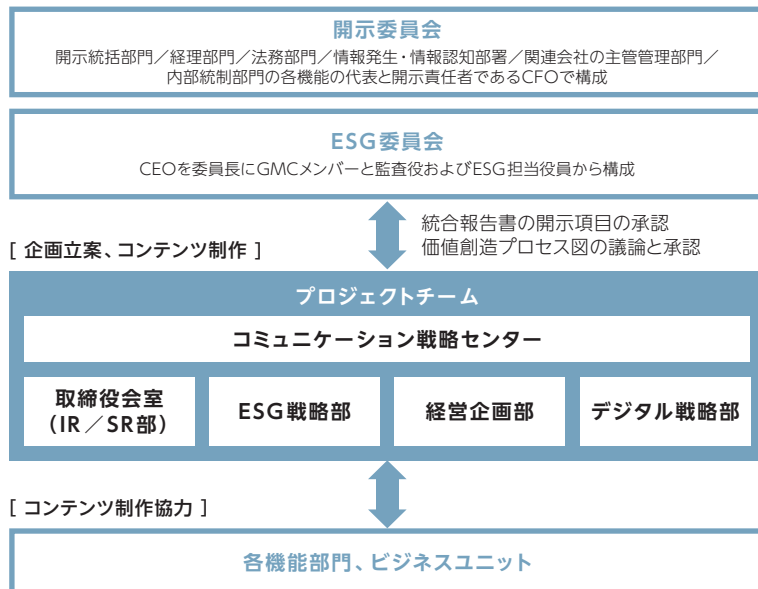 開示委員会
開示統括部門／経理部門／法務部門／情報発生・情報認知部署／関連会社の主管管理部門／
内部統制部門の各機能の代表と開示責任者であるCFOで構成
ESG委員会
CEOを委員長にGMCメンバーと監査役およびESG担当役員から構成
統合報告書の開示項目の承認
価値創造プロセス図の議論と承認
[ 企画立案、コンテンツ制作 ]
プロジェクトチーム
コミュニケーション戦略センター
取締役会室
（IR／SR部）
ESG戦略部
経営企画部
デジタル戦略部
[ コンテンツ制作協力 ]
各機能部門、ビジネスユニット